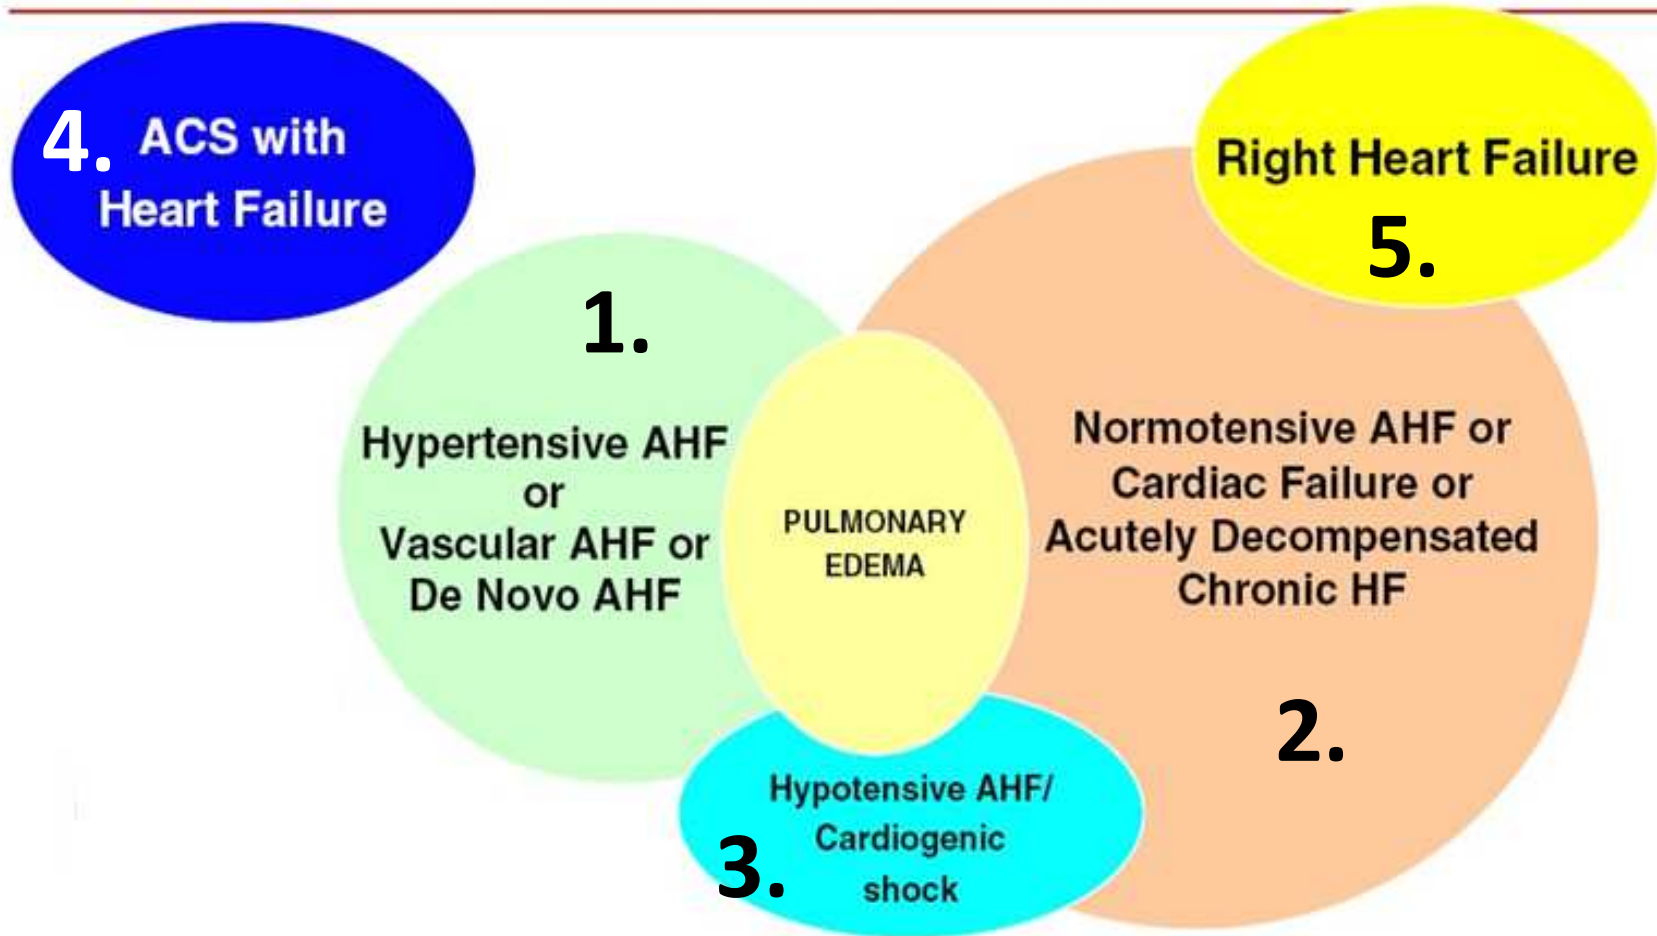 4. ACS with
Heart Failure
Right Heart Failure
5.
1.
Hypertensive AHF
or
Vascular AHF or
De Novo AHF
PULMONARY
EDEMA
Normotensive AHF or
Cardiac Failure or
Acutely Decompensated
Chronic HF
2.
Hypotensive AHF/
Cardiogenic
3.
shock